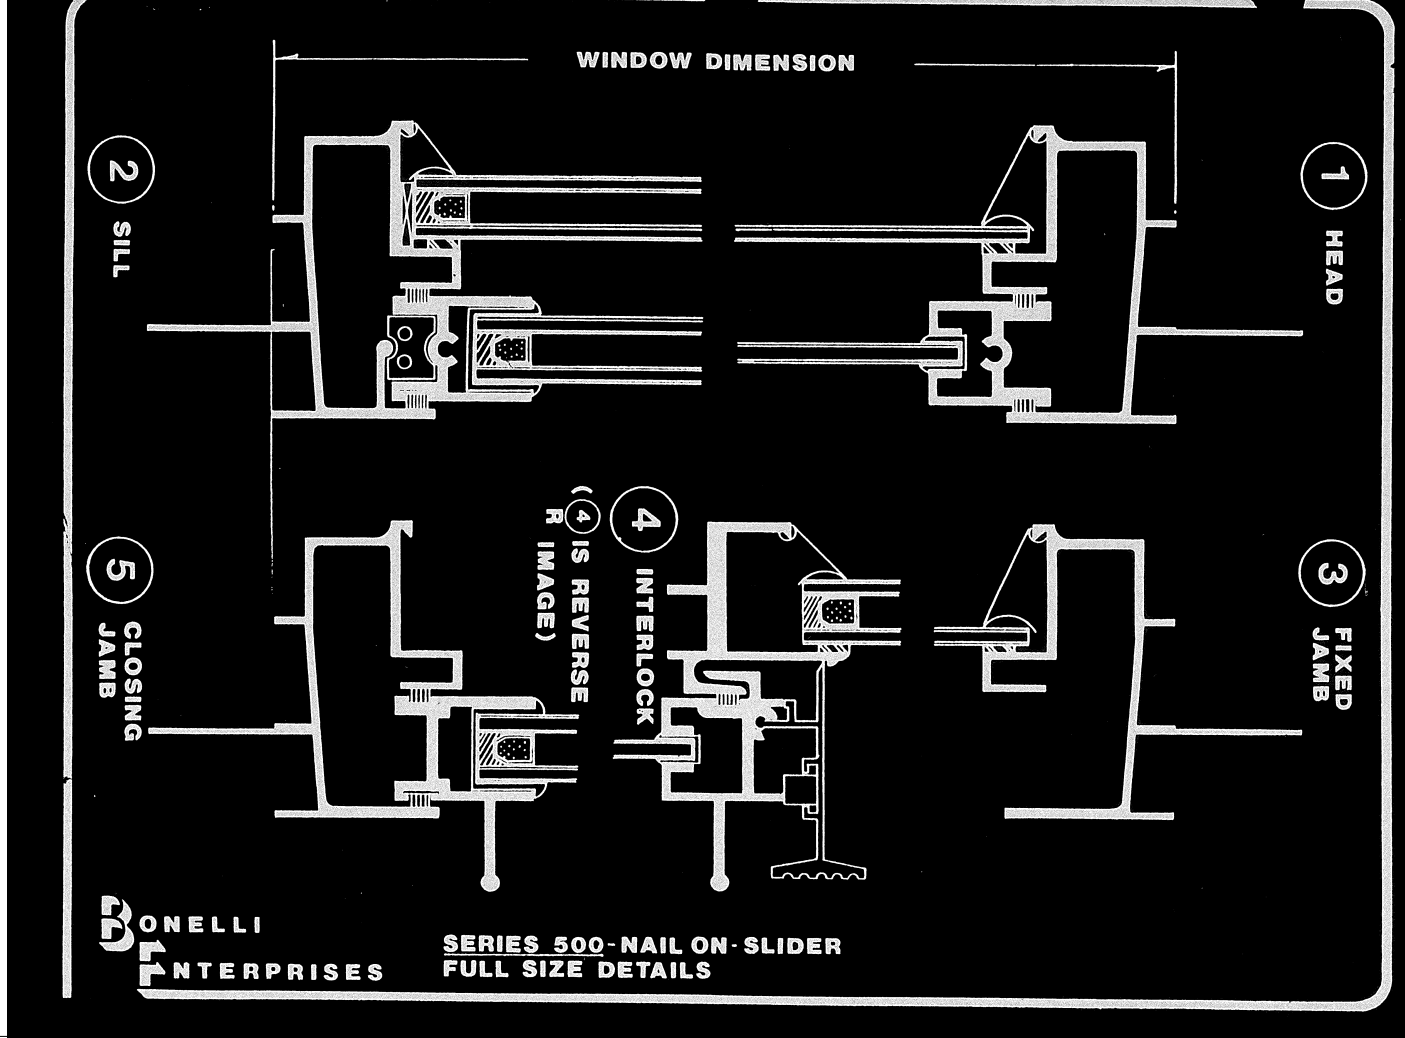 WINDOW DIMENSION
2
SILL
1
HEAD
5
CLOSING
JAMB
4
INTERLOCK
(4 IS REVERSE
R IMAGE)
3
FIXED
JAMB
BONELLI
ENTERPRISES
SERIES 500-NAIL ON-SLIDER
FULL SIZE DETAILS